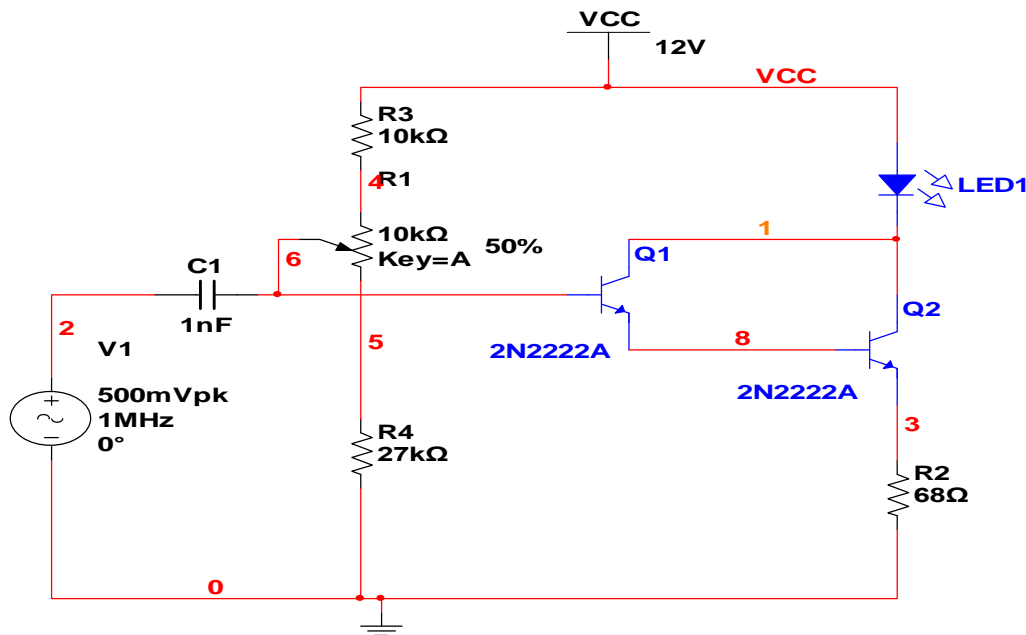 VCC
12V
VCC
R3
10kΩ
4
R1
10kΩ
Key=A
50%
6
C1
1nF
2
V1
500mVpk
1MHz
0°
5
R4
27kΩ
LED1
1
Q1
2N2222A
8
Q2
2N2222A
3
R2
68Ω
0